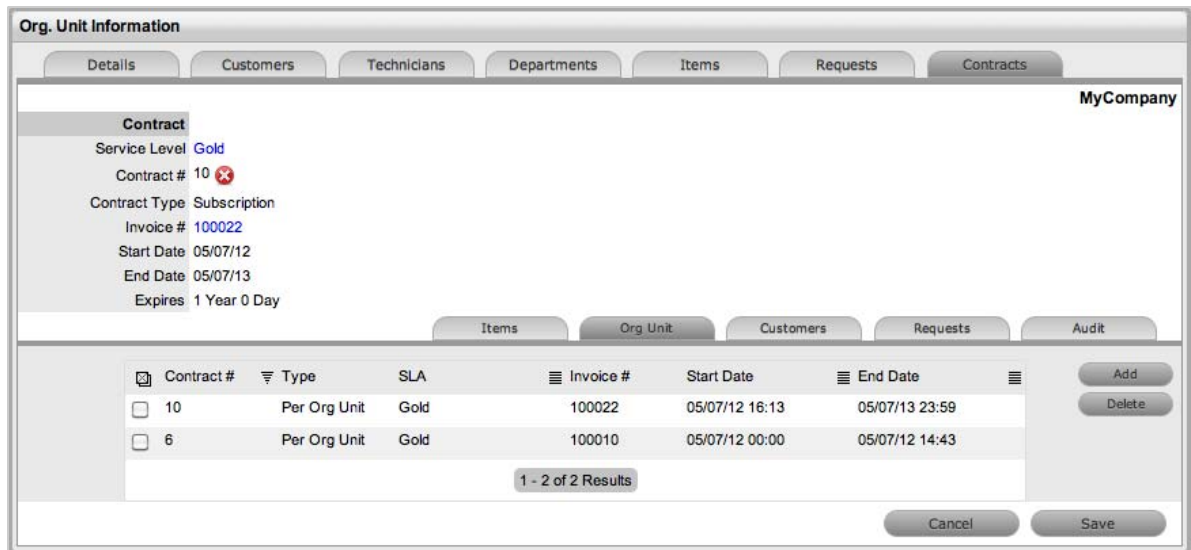 Org. Unit Information
Details Customers Technicians Departments Items Requests Contracts
MyCompany
Contract
Service Level Gold
Contract # 10
Contract Type Subscription
Invoice # 100022
Start Date 05/07/12
End Date 05/07/13
Expires 1 Year 0 Day
Items Org Unit Customers Requests Audit
Contract # Type SLA Invoice # Start Date End Date Add
10 Per Org Unit Gold 100022 05/07/12 16:13 05/07/13 23:59 Delete
6 Per Org Unit Gold 100010 05/07/12 00:00 05/07/12 14:43
1 - 2 of 2 Results
Cancel Save